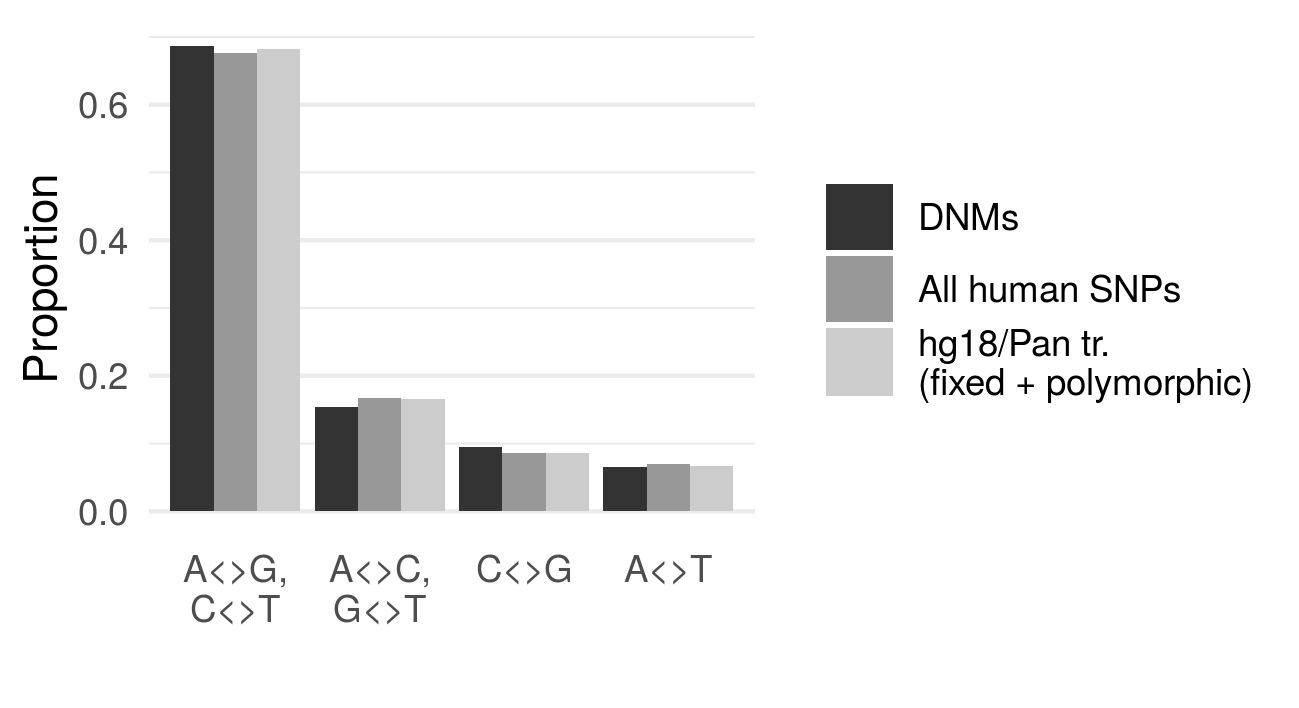 Proportion
0.6
0.4
0.2
0.0
A<>G,
C<>T
A<>C,
G<>T
C<>G
A<>T
DNMs
All human SNPs
hg18/Pan tr.
(fixed + polymorphic)